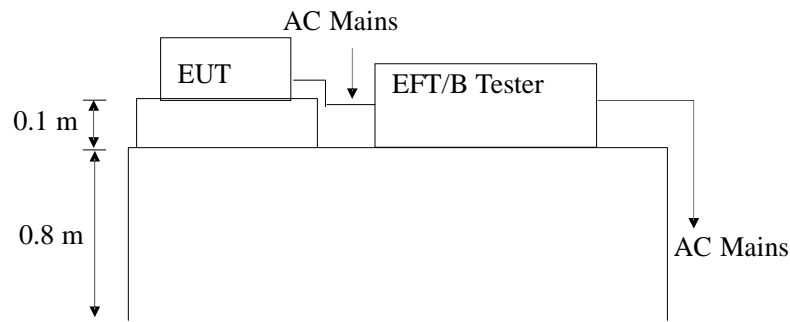 AC Mains
EUT
EFT/B Tester
0.1 m
0.8 m
AC Mains